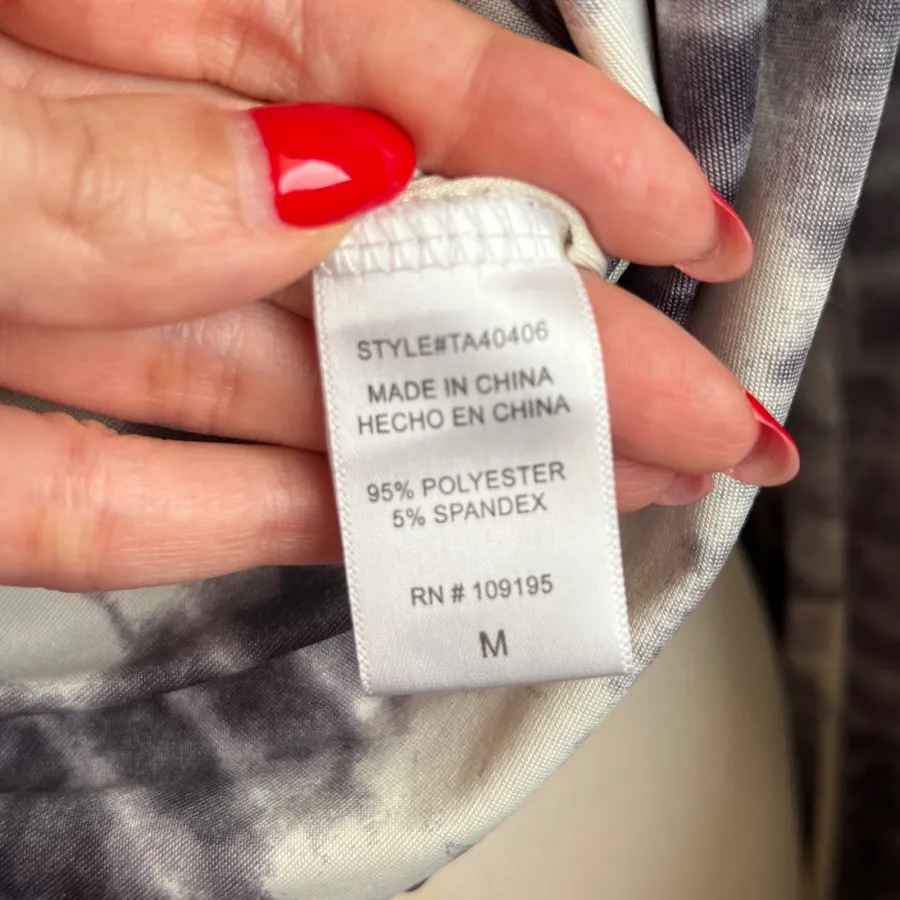 STYLE#TA40406
MADE IN CHINA
HECHO EN CHINA
95% POLYESTER
5% SPANDEX
RN # 109195
M